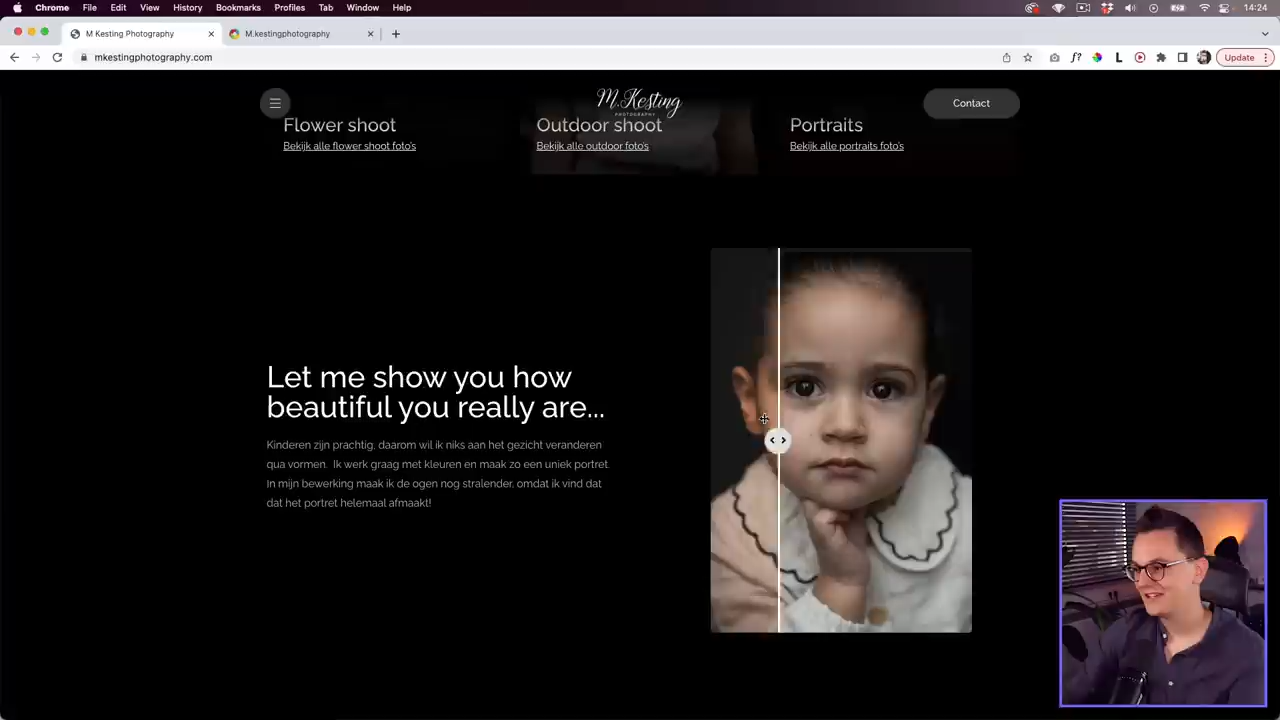 Chrome File Edit View History Bookmarks Profiles Tab Window Help 14:24
M Kesting Photography M.kestingphotography
mkestingphotography.com Update
M.Kesting
PHOTOGRAPHY
Contact
Flower shoot Outdoor shoot Portraits
Bekijk alle flower shoot foto's Bekijk alle outdoor foto's Bekijk alle portraits foto's
Let me show you how
beautiful you really are...
Kinderen zijn prachtig, daarom wil ik niks aan het gezicht veranderen
qua vormen. Ik werk graag met kleuren en maak zo een uniek portret.
In mijn bewerking maak ik de ogen nog stralender, omdat ik vind dat
dat het portret helemaal afmaakt!